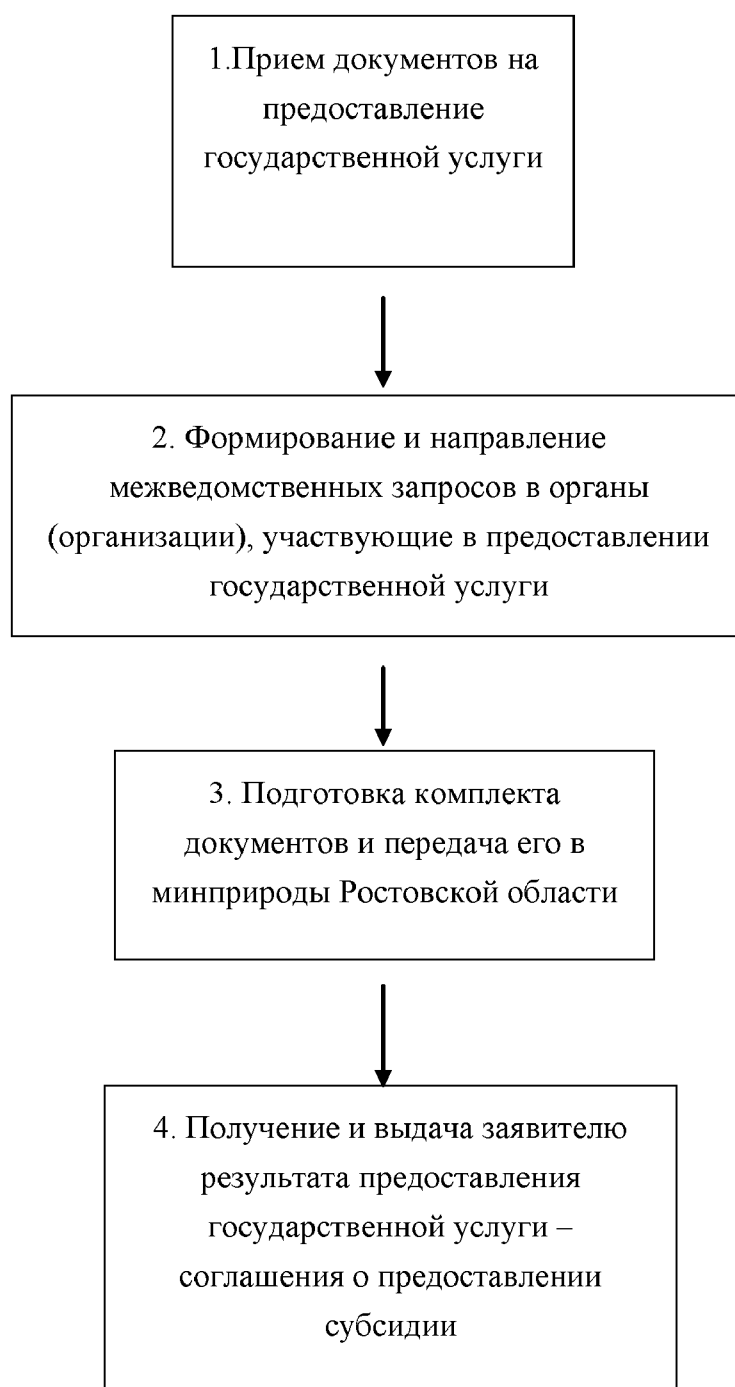 1.Прием документов на
предоставление
государственной услуги
2. Формирование и направление
межведомственных запросов в органы
(организации), участвующие в предоставлении
государственной услуги
3. Подготовка комплекта
документов и передача его в
минприроды Ростовской области
4. Получение и выдача заявителю
результата предоставления
государственной услуги –
соглашения о предоставлении
субсидии